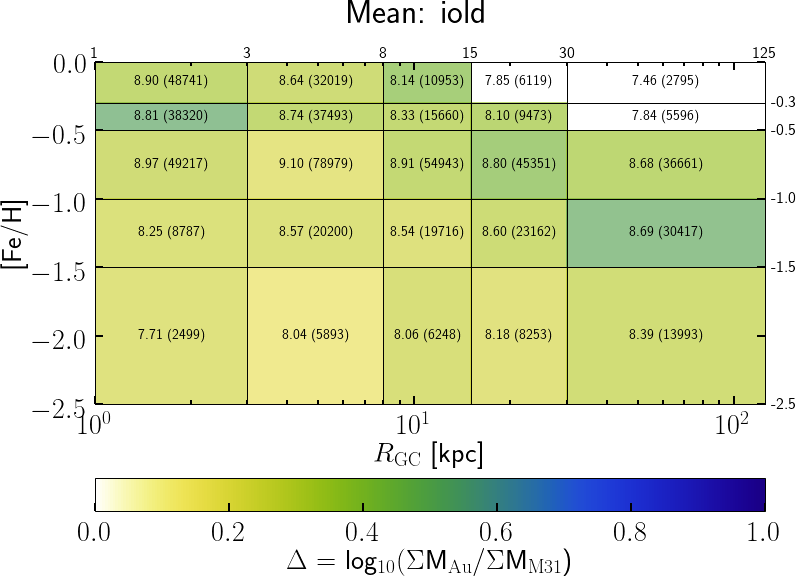 Mean: iold
1 3 8 15 30 125
0.0 8.90 (48741) 8.64 (32019) 8.14 (10953) 7.85 (6119) 7.46 (2795)
-0.3
8.81 (38320) 8.74 (37493) 8.33 (15660) 8.10 (9473) 7.84 (5596)
−0.5 -0.5
8.97 (49217) 9.10 (78979) 8.91 (54943) 8.80 (45351) 8.68 (36661)
−1.0 -1.0
[Fe/H]
8.25 (8787) 8.57 (20200) 8.54 (19716) 8.60 (23162) 8.69 (30417)
−1.5 -1.5
−2.0 7.71 (2499) 8.04 (5893) 8.06 (6248) 8.18 (8253) 8.39 (13993)
−2.5 -2.5
10⁰ 10¹ 10²
R_GC [kpc]
0.0 0.2 0.4 0.6 0.8 1.0
Δ = log₁₀(ΣM_Au/ΣM_M31)